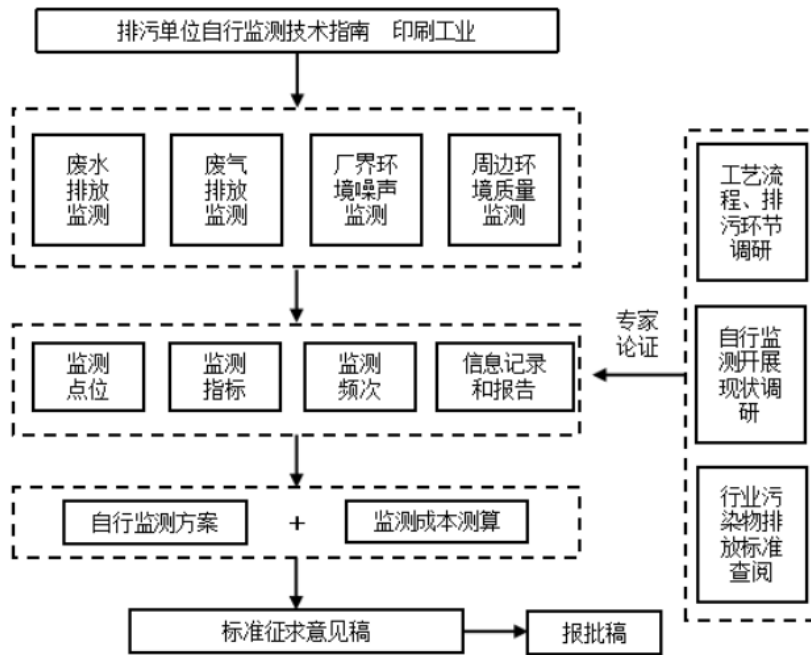 排污单位自行监测技术指南 印刷工业
废水
排放
监测
废气
排放
监测
厂界环
境噪声
监测
周边环
境质量
监测
监测
点位
监测
指标
监测
频次
信息记录
和报告
专家
论证
工艺流
程、排
污环节
调研
自行监
测开展
现状调
研
行业污
染物排
放标准
查阅
自行监测方案
+
监测成本测算
标准征求意见稿
报批稿